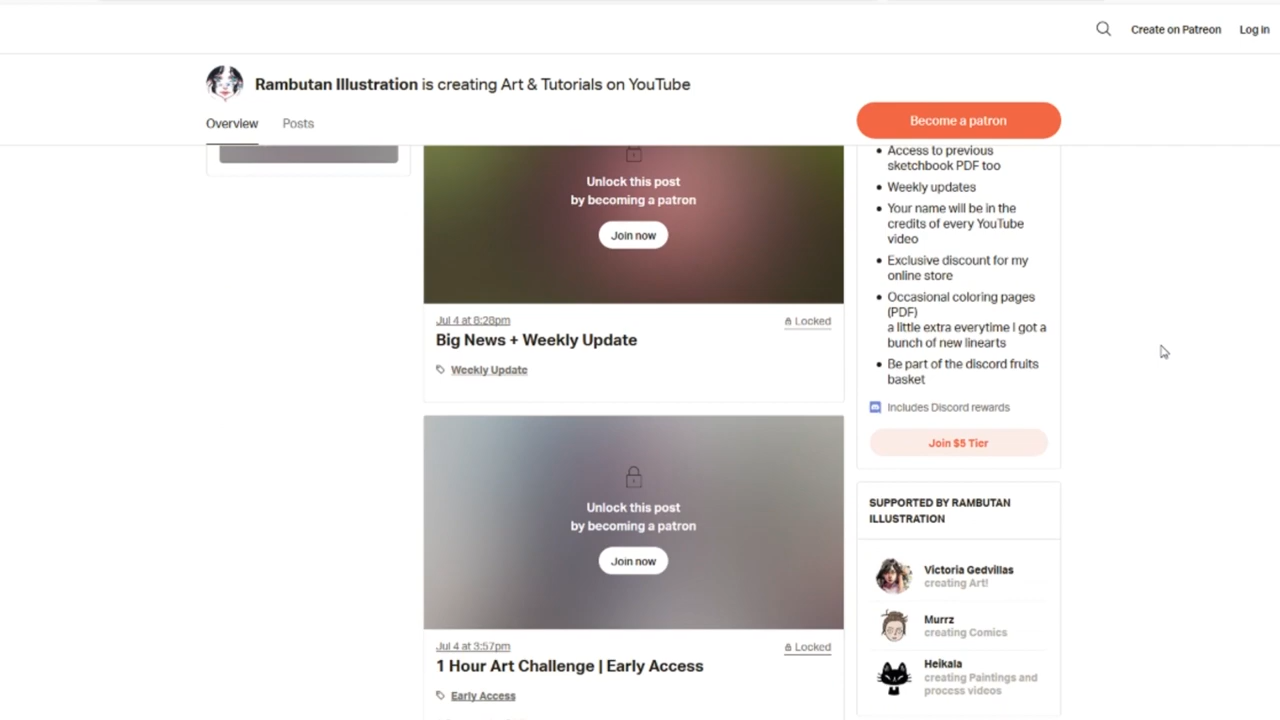 Create on Patreon
Log in
Rambutan Illustration is creating Art & Tutorials on YouTube
Overview
Posts
Become a patron
Unlock this post
by becoming a patron
Join now
Jul 4 at 6:28pm
Locked
Big News + Weekly Update
Weekly Update
Unlock this post
by becoming a patron
Join now
Jul 4 at 3:57pm
Locked
1 Hour Art Challenge | Early Access
Early Access
Access to previous
sketchbook PDF too
Weekly updates
Your name will be in the
credits of every YouTube
video
Exclusive discount for my
online store
Occasional coloring pages
(PDF)
a little extra everytime I got a
bunch of new linearts
Be part of the discord fruits
basket
Includes Discord rewards
Join $5 Tier
SUPPORTED BY RAMBUTAN
ILLUSTRATION
Victoria Gedvillas
creating Art!
Murrz
creating Comics
Heikala
creating Paintings and
process videos